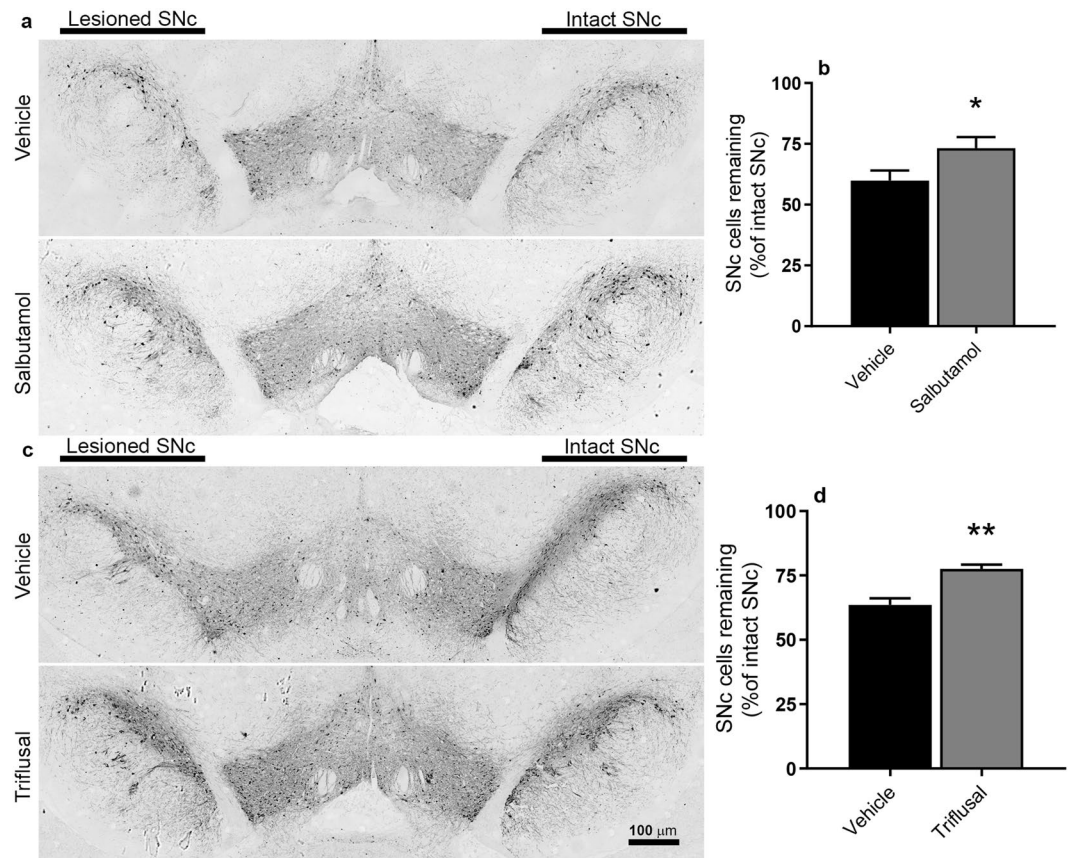 a
Lesioned SNc
Intact SNc
Vehicle
Salbutamol
b
SNc cells remaining
(%of intact SNc)
100
75
50
25
0
*
Vehicle
Salbutamol
c
Lesioned SNc
Intact SNc
Vehicle
Triflusal
100 μm
d
SNc cells remaining
(%of intact SNc)
100
75
50
25
0
**
Vehicle
Triflusal